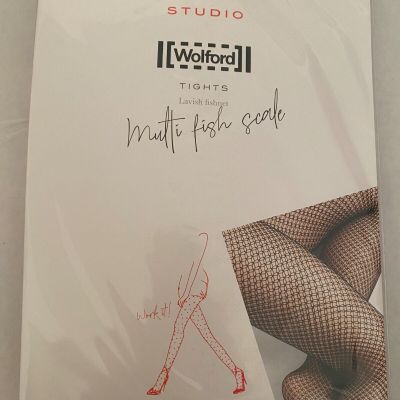 STUDIO
Wolford
TIGHTS
Lavish fishnet
Multi fish scale
Work it!